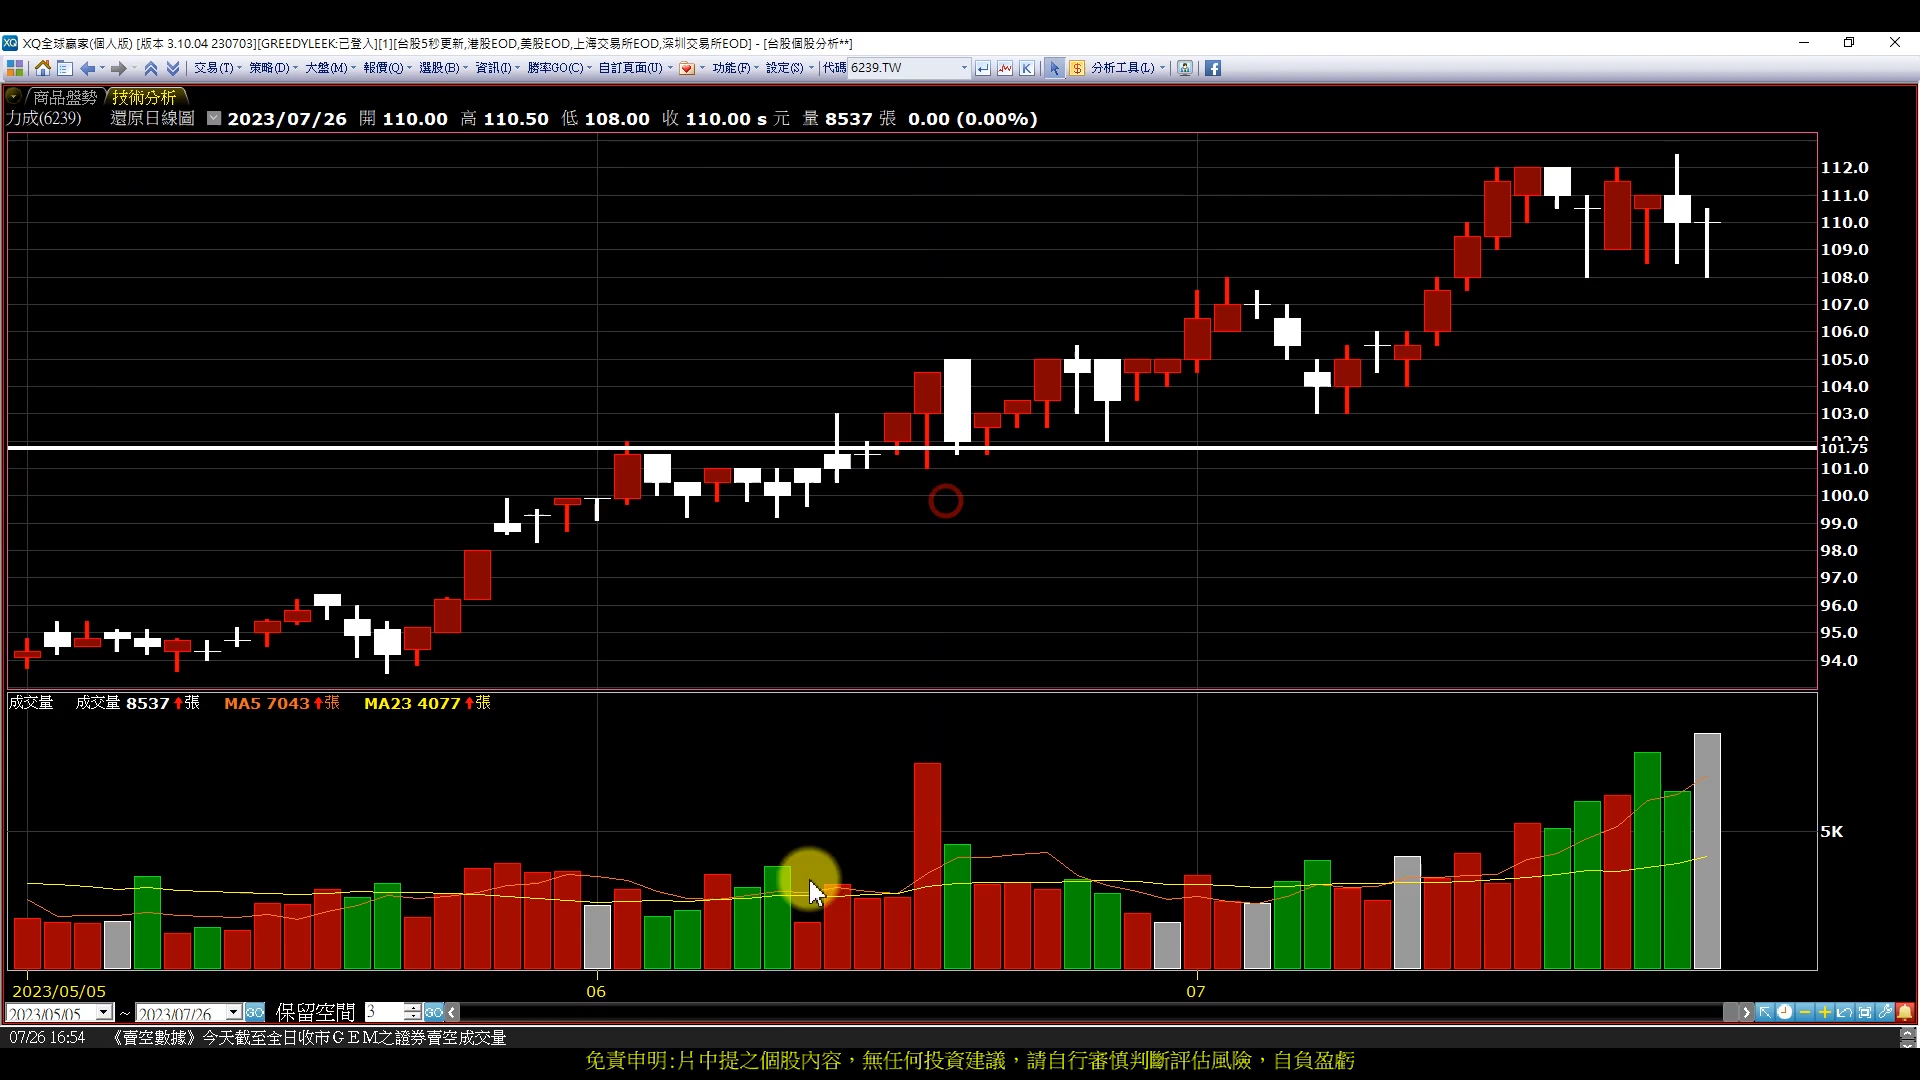 XQ全球贏家(個人版) [版本 3.10.04 230703][GREEDYLEEK:已登入][1][台股5秒更新,港股EOD,美股EOD,上海交易所EOD,深圳交易所EOD] - [台股個股分析**]
交易(T) 策略(D) 大盤(M) 報價(Q) 選股(B) 資訊(I) 勝率GO(C) 自訂頁面(U) 功能(F) 設定(S) 代碼 6239.TW K $ 分析工具(L)
商品盤勢 技術分析
力成(6239) 還原日線圖 2023/07/26 開 110.00 高 110.50 低 108.00 收 110.00 s 元 量 8537 張 0.00 (0.00%)
112.0
111.0
110.0
109.0
108.0
107.0
106.0
105.0
104.0
103.0
102.0
101.75
101.0
100.0
99.0
98.0
97.0
96.0
95.0
94.0
成交量 成交量 8537 張 MA5 7043 張 MA23 4077 張
5K
2023/05/05 06 07
2023/05/05 ~ 2023/07/26 GO 保留空間 3 GO
07/26 16:54 《賣空數據》今天截至全日收市GEM之證券賣空成交量
免責申明:片中提之個股內容,無任何投資建議,請自行審慎判斷評估風險,自負盈虧